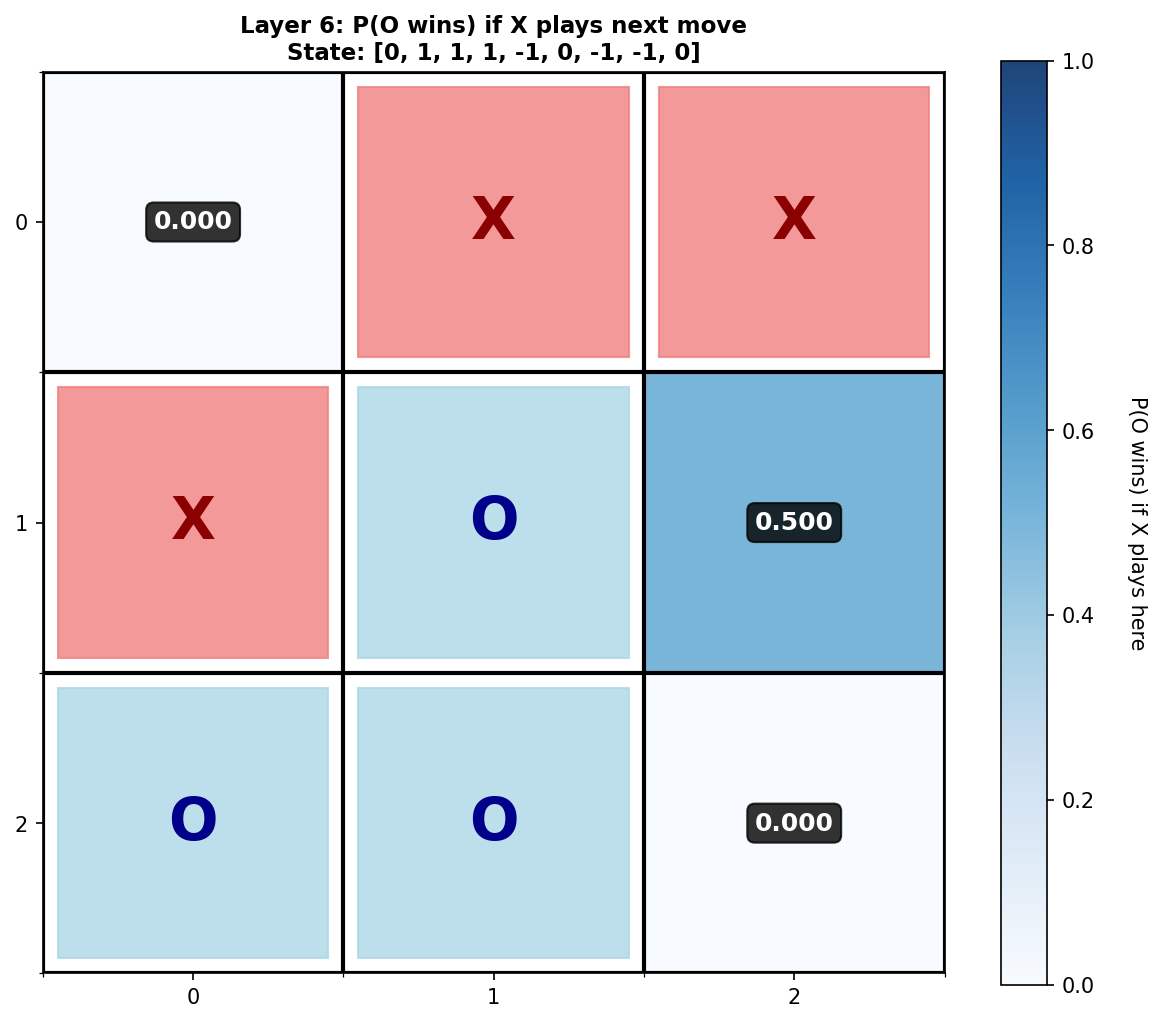 Layer 6: P(O wins) if X plays next move
State: [0, 1, 1, 1, -1, 0, -1, -1, 0]
0
0.000
X
X
1
X
O
0.500
2
O
O
0.000
0
1
2
1.0
0.8
0.6
0.4
0.2
0.0
P(O wins) if X plays here